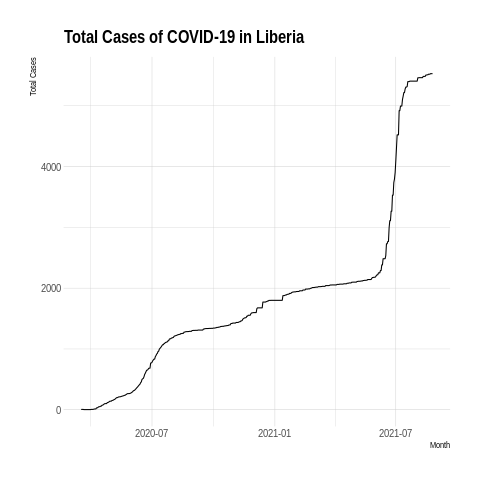 Total Cases of COVID-19 in Liberia
Total Cases
4000
2000
0
2020-07
2021-01
2021-07
Month